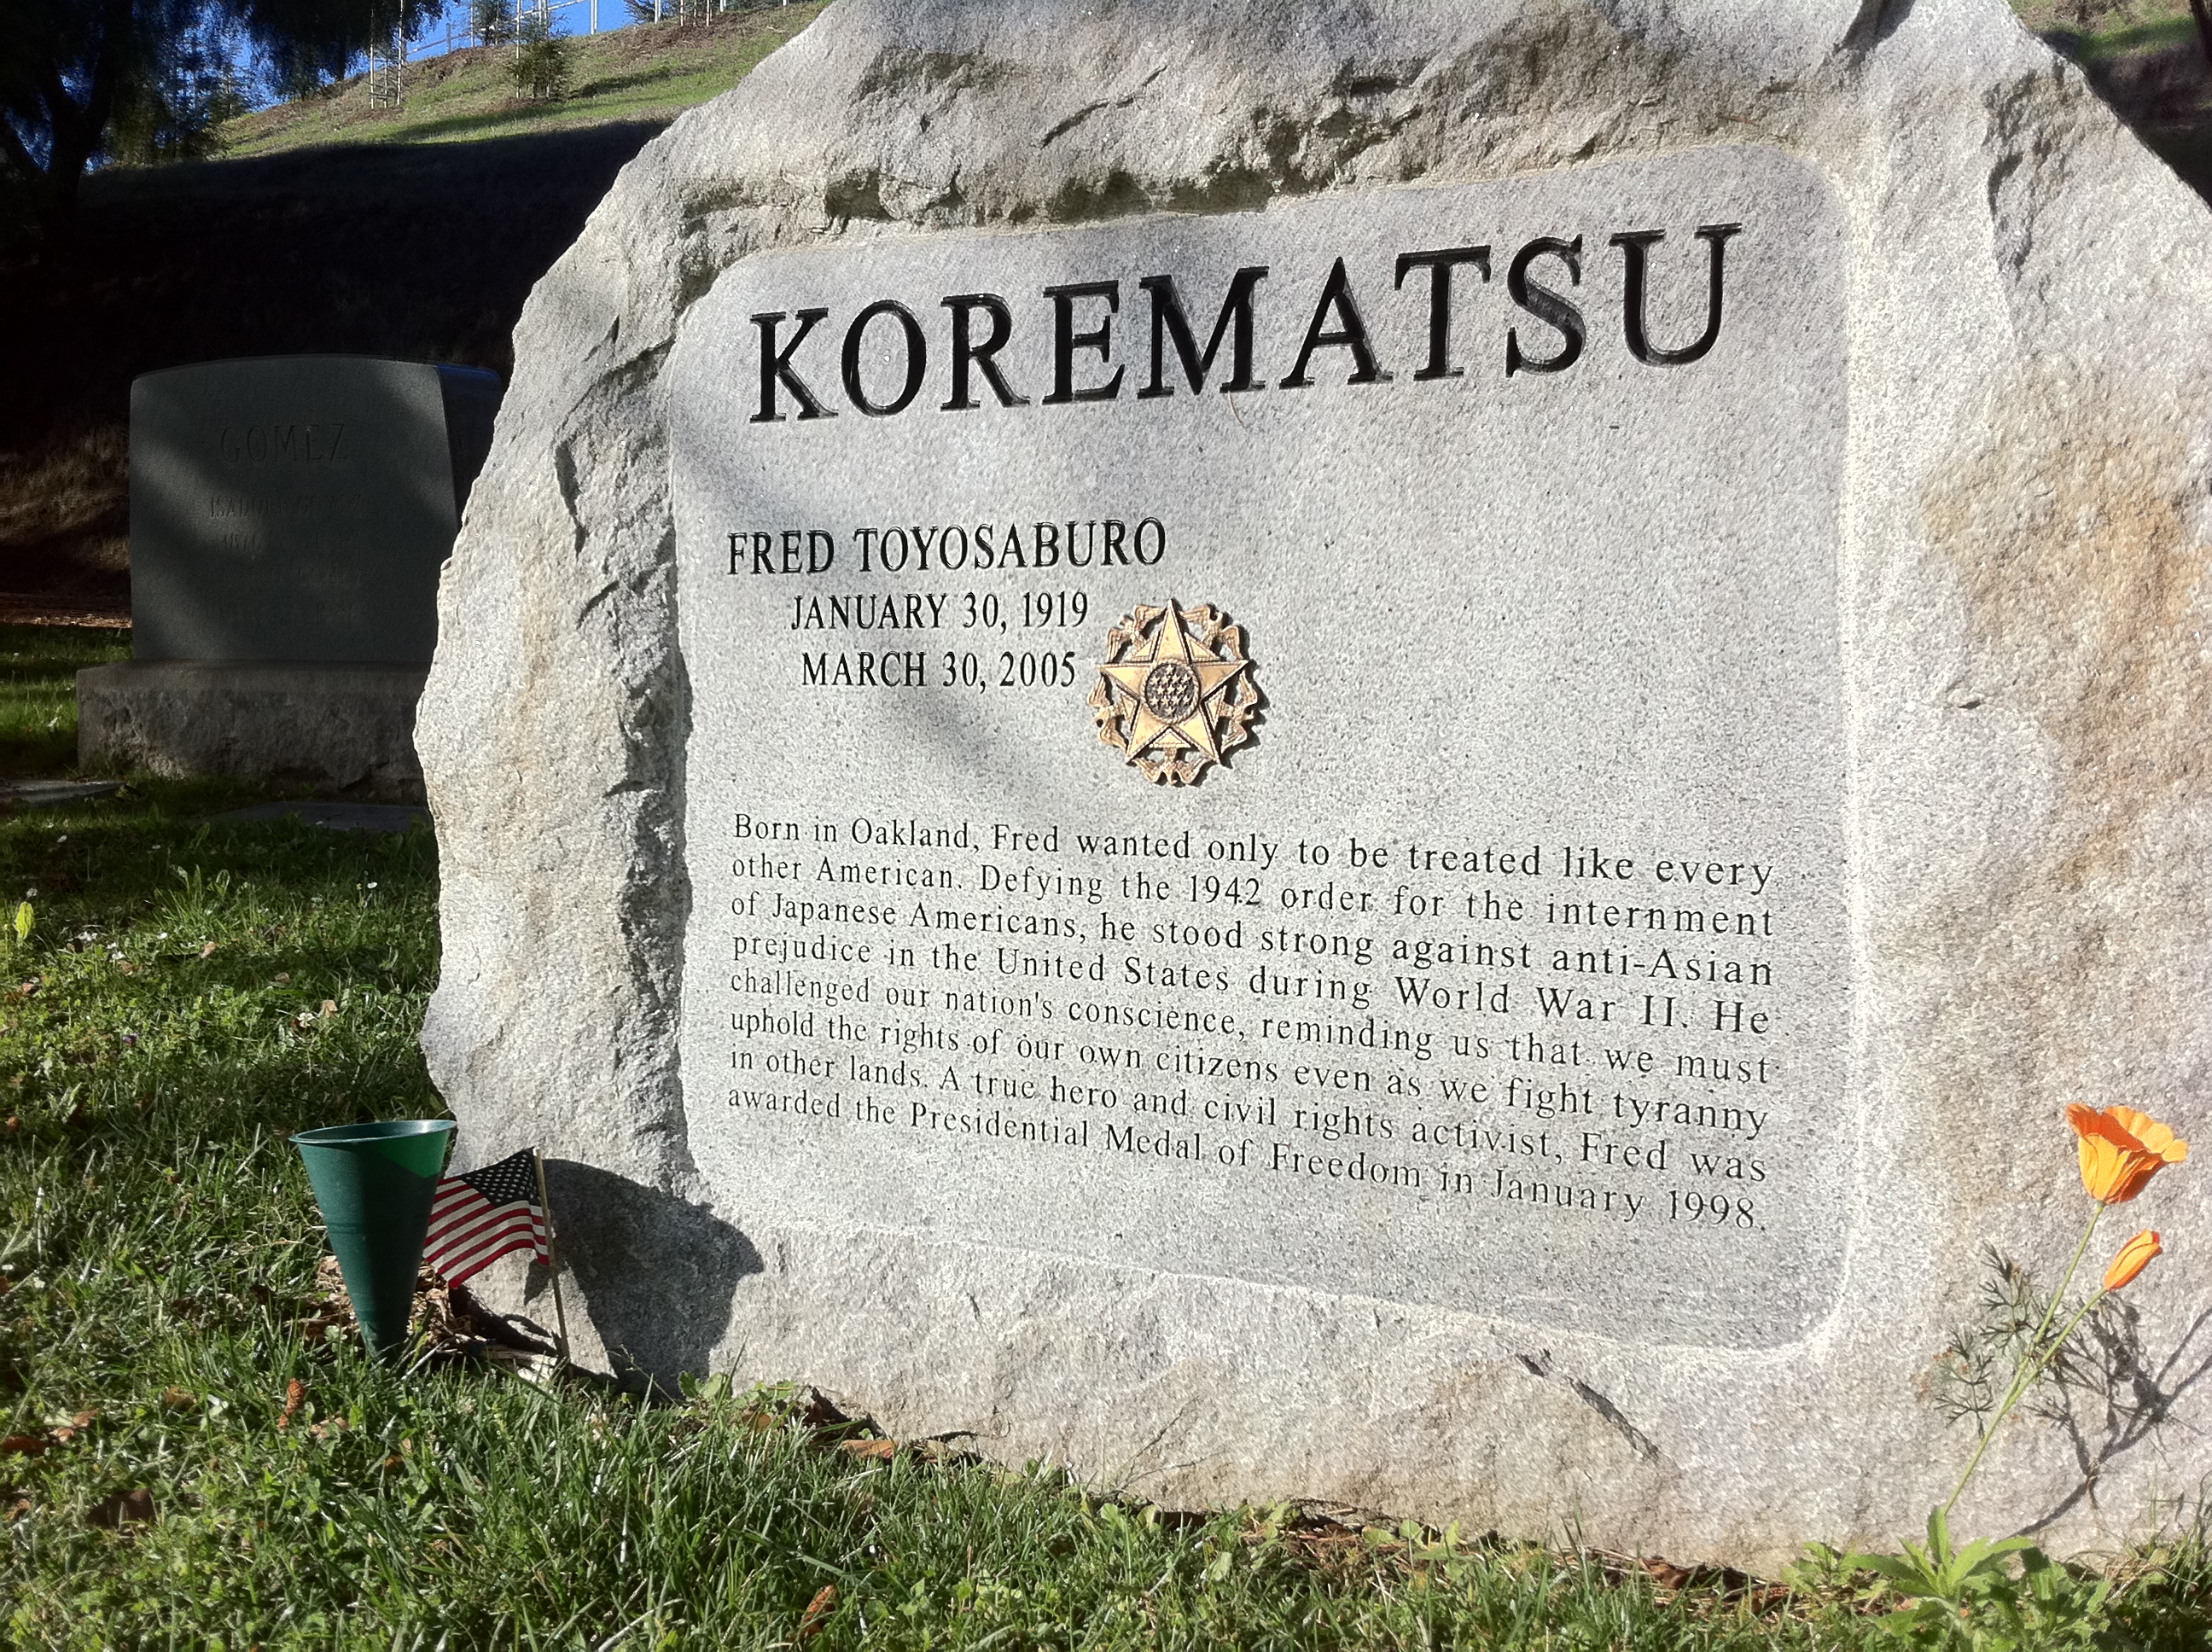 KOREMATSU
FRED TOYOSABURO
JANUARY 30, 1919
MARCH 30, 2005
Born in Oakland, Fred wanted only to be treated like every
other American. Defying the 1942 order for the internment
of Japanese Americans, he stood strong against anti-Asian
prejudice in the United States during World War II. He
challenged our nation's conscience, reminding us that we must
uphold the rights of our own citizens even as we fight tyranny
in other lands. A true hero and civil rights activist, Fred was
awarded the Presidential Medal of Freedom in January 1998.
GOMEZ